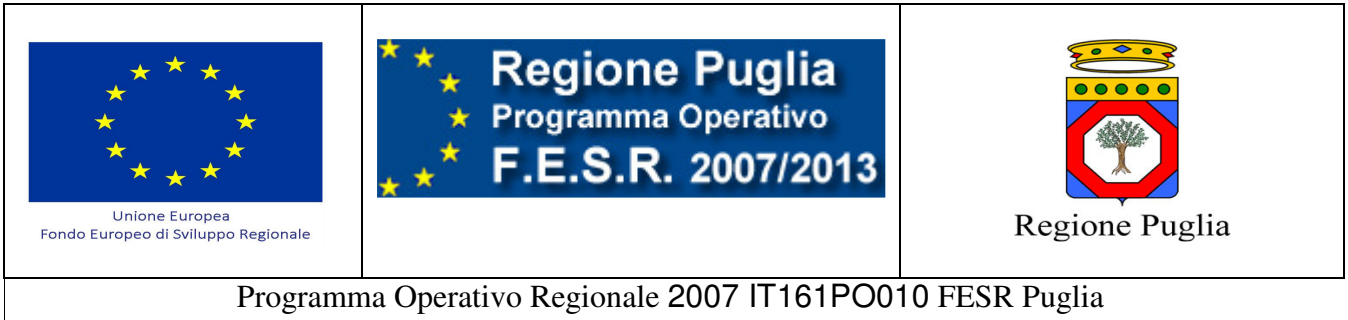 Unione Europea
Fondo Europeo di Sviluppo Regionale
Regione Puglia
Programma Operativo
F.E.S.R. 2007/2013
Regione Puglia
Programma Operativo Regionale 2007 IT161PO010 FESR Puglia